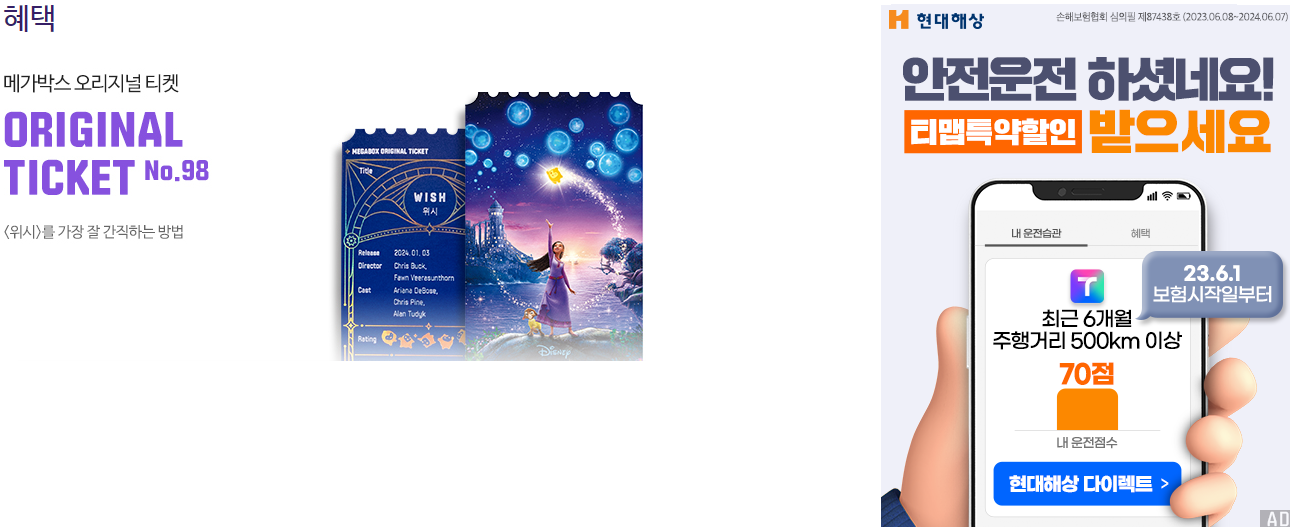 혜택
메가박스 오리지널 티켓
ORIGINAL
TICKET No.98
<위시>를 가장 잘 간직하는 방법
MEGABOX ORIGINAL TICKET
Title
WISH
위시
Release 2024. 01. 03
Director Chris Buck,
Fawn Veerasunthorn
Cast Ariana DeBose,
Chris Pine,
Alan Tudyk
Rating
Disney
현대해상
손해보험협회 심의필 제87438호 (2023.06.08~2024.06.07)
안전운전 하셨네요!
티맵특약할인 받으세요
내 운전습관 혜택
T
23.6.1
보험시작일부터
최근 6개월
주행거리 500km 이상
70점
내 운전점수
현대해상 다이렉트 >
AD